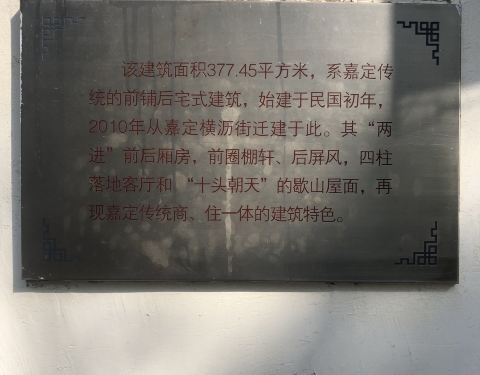 该建筑面积377.45平方米，系嘉定传
统的前铺后宅式建筑，始建于民国初年，
2010年从嘉定横沥街迁建于此。其“两
进”前后厢房，前圈棚轩、后屏风，四柱
落地客厅和“十头朝天”的歇山屋面，再
现嘉定传统商、住一体的建筑特色。